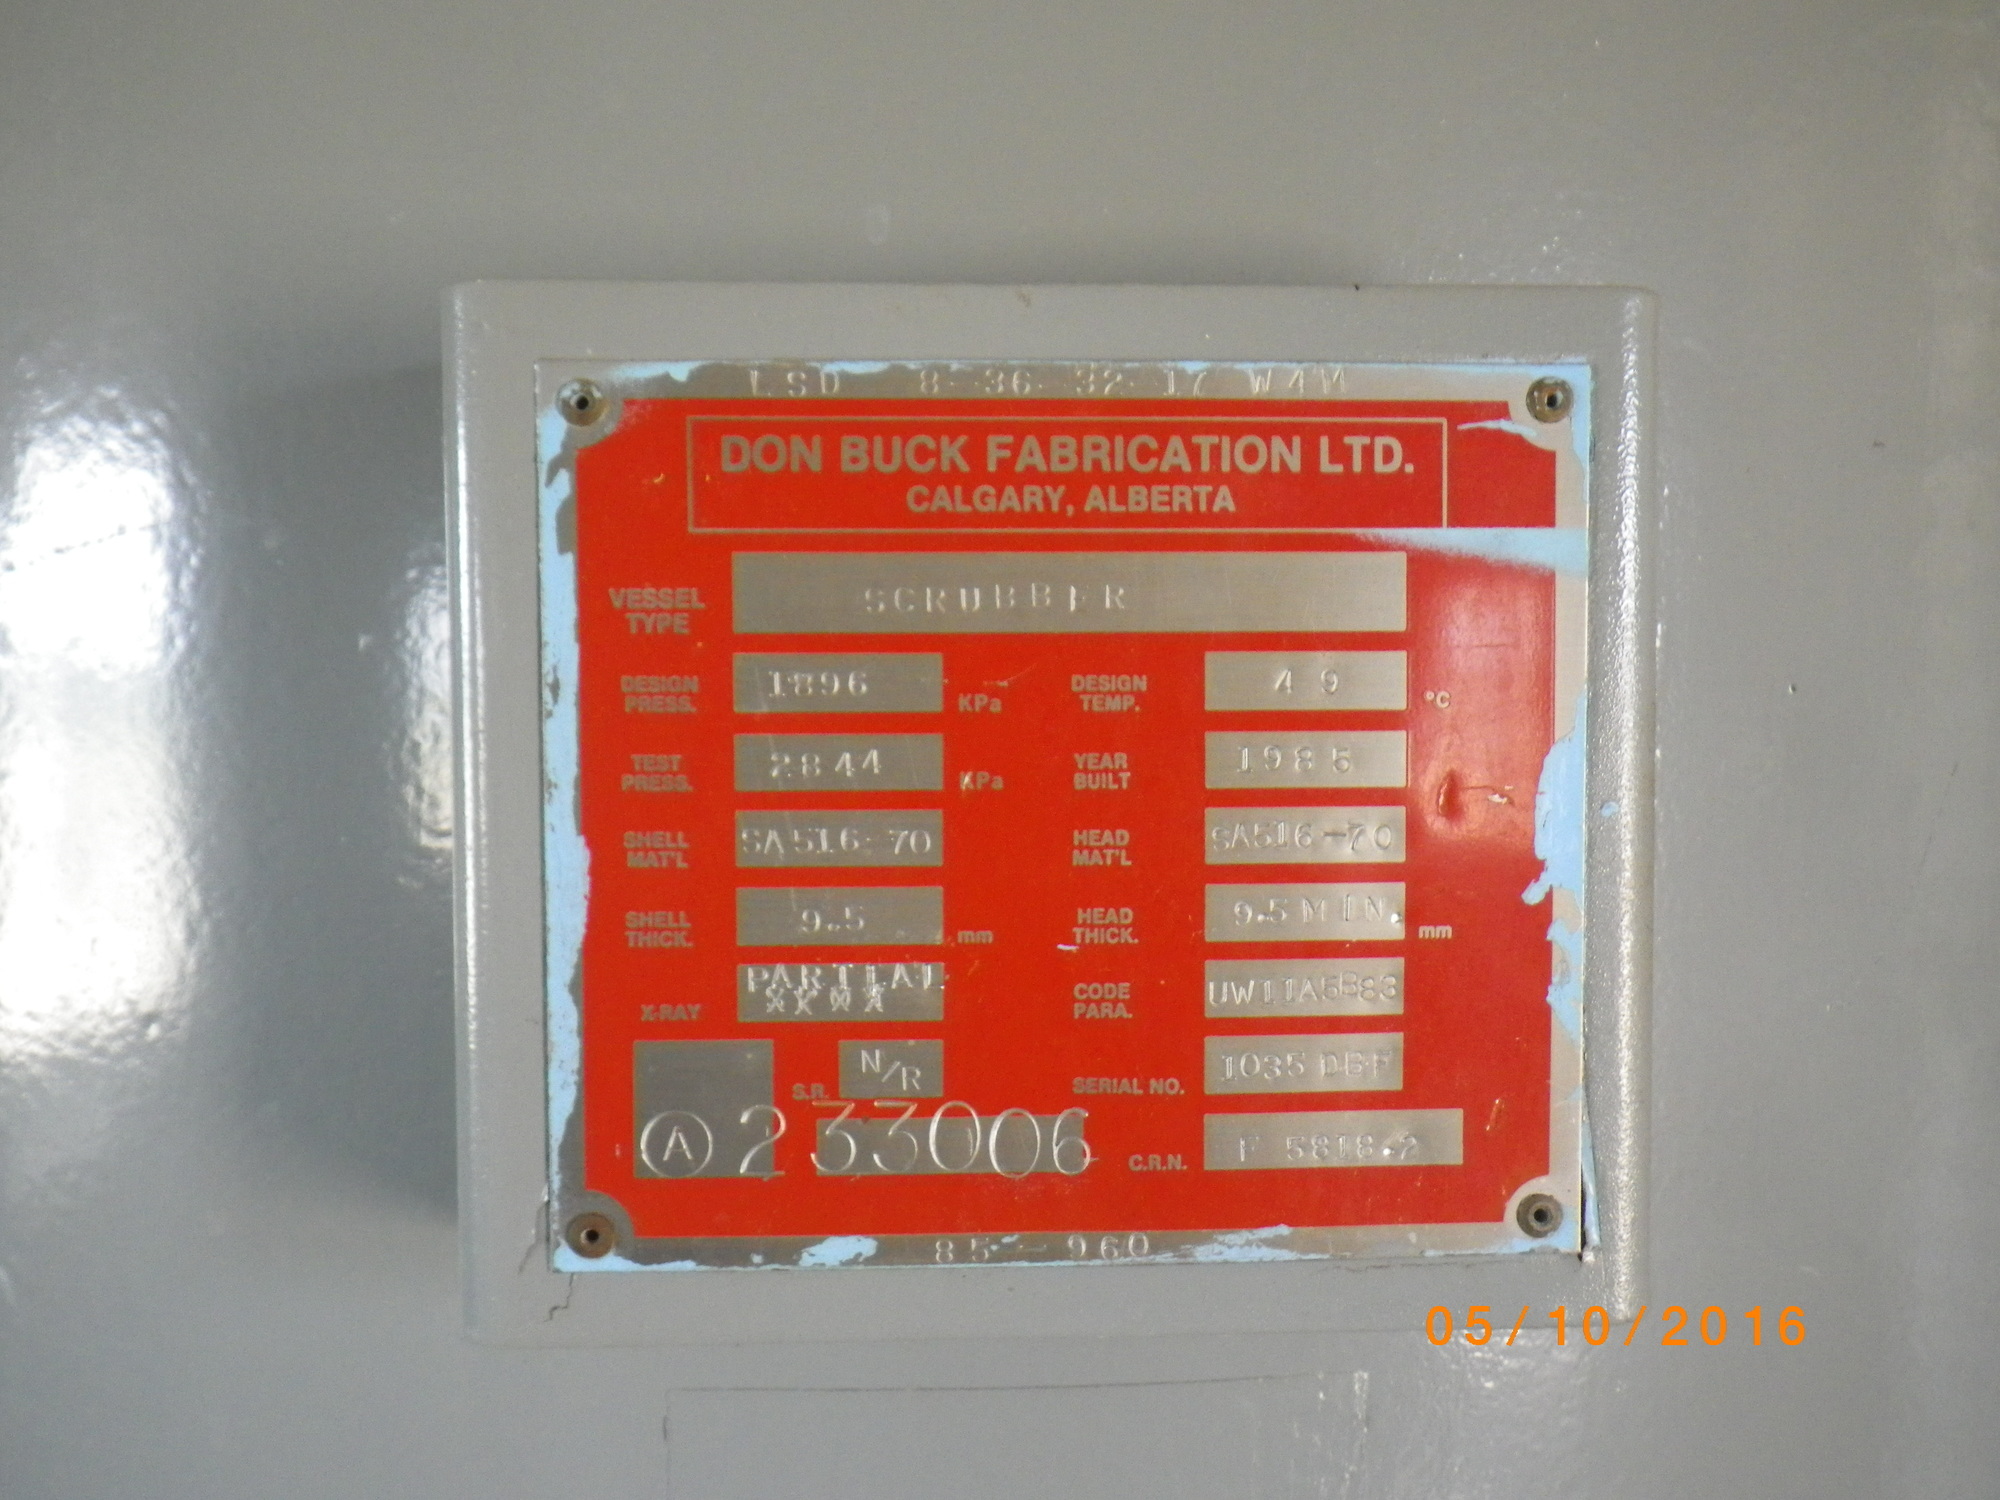 LSD 8-36-32-17 W4M
DON BUCK FABRICATION LTD.
CALGARY, ALBERTA
VESSEL TYPE SCRUBBER
DESIGN PRESS. 1896 KPa DESIGN TEMP. 49 °C
TEST PRESS. 2844 KPa YEAR BUILT 1985
SHELL MAT'L SA516-70 HEAD MAT'L SA516-70
SHELL THICK. 9.5 mm HEAD THICK. 9.5 MIN. mm
X-RAY PARTIAL CODE PARA. UW11A5B83
S.R. N/R SERIAL NO. 1035 DBF
A 233006 C.R.N. F 5818.2
85-960
05/10/2016